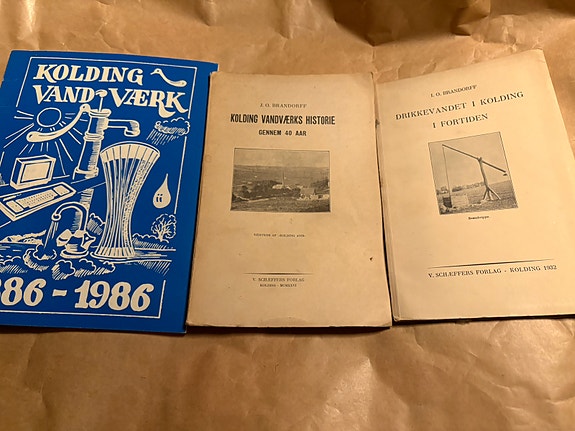 KOLDING
VANDVÆRK
86 - 1986
I. O. BRANDORFF
KOLDING VANDVÆRKS HISTORIE
GENNEM 40 AAR
V. SCHÆFFERS FORLAG
I. O. BRANDORFF
DRIKKEVANDET I KOLDING
I FORTIDEN
V. SCHÆFFERS FORLAG - KOLDING 1932